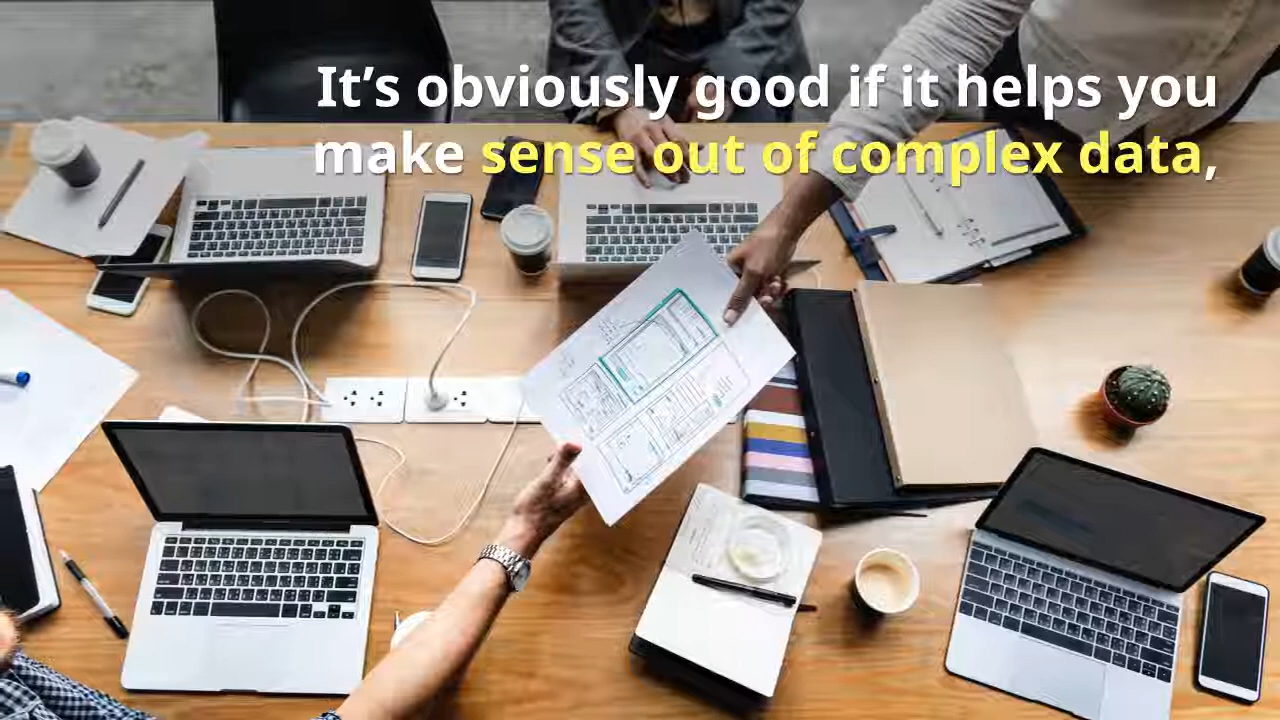 It’s obviously good if it helps you
make sense out of complex data,